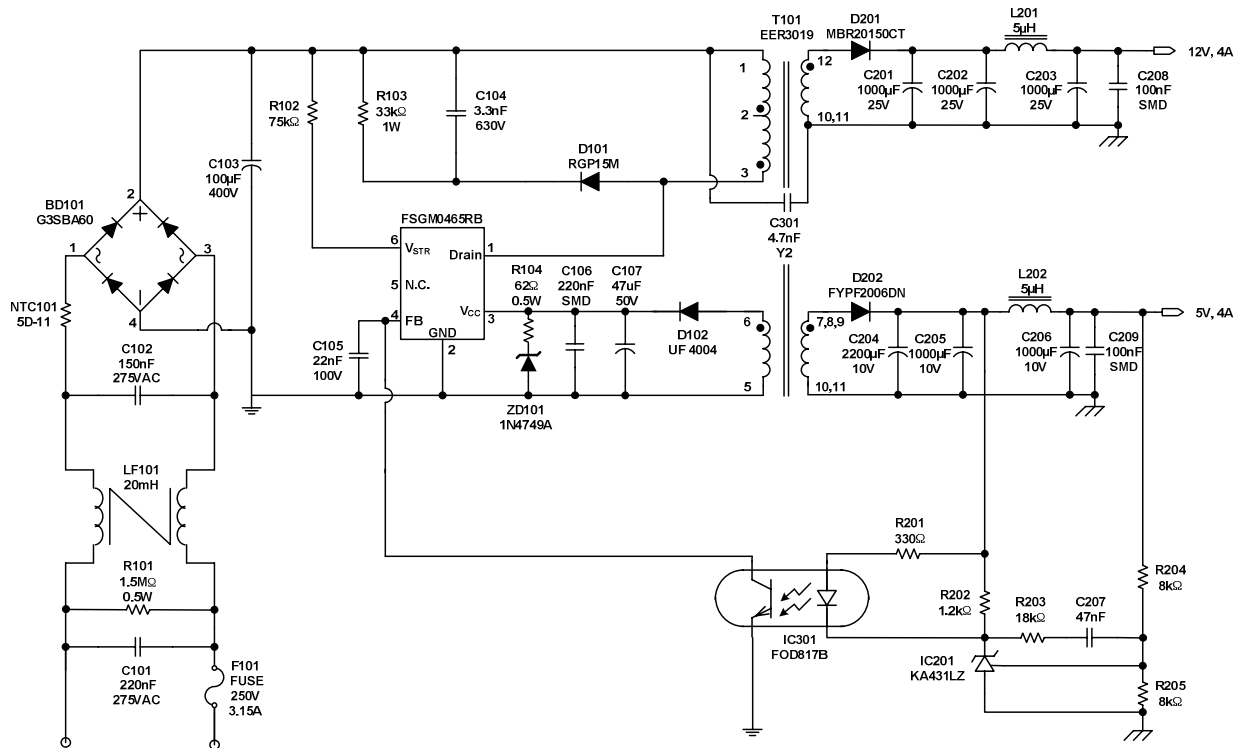 T101
EER3019
D201
MBR20150CT
L201
5µH
12V, 4A
1
2
3
12
10,11
C201
1000µF
25V
C202
1000µF
25V
C203
1000µF
25V
C208
100nF
SMD
R102
75kΩ
R103
33kΩ
1W
C104
3.3nF
630V
D101
RGP15M
C103
100µF
400V
C301
4.7nF
Y2
BD101
G3SBA60
2
1
3
4
+
−
NTC101
5D-11
FSGM0465RB
6
VSTR
Drain
1
5
N.C.
4
FB
VCC
3
GND
2
R104
62Ω
0.5W
C106
220nF
SMD
C107
47uF
50V
D102
UF 4004
6
5
D202
FYPF2006DN
L202
5µH
5V, 4A
7,8,9
10,11
C204
2200µF
10V
C205
1000µF
10V
C206
1000µF
10V
C209
100nF
SMD
C105
22nF
100V
ZD101
1N4749A
C102
150nF
275VAC
LF101
20mH
R101
1.5MΩ
0.5W
C101
220nF
275VAC
F101
FUSE
250V
3.15A
R201
330Ω
R202
1.2kΩ
R203
18kΩ
C207
47nF
R204
8kΩ
IC301
FOD817B
IC201
KA431LZ
R205
8kΩ